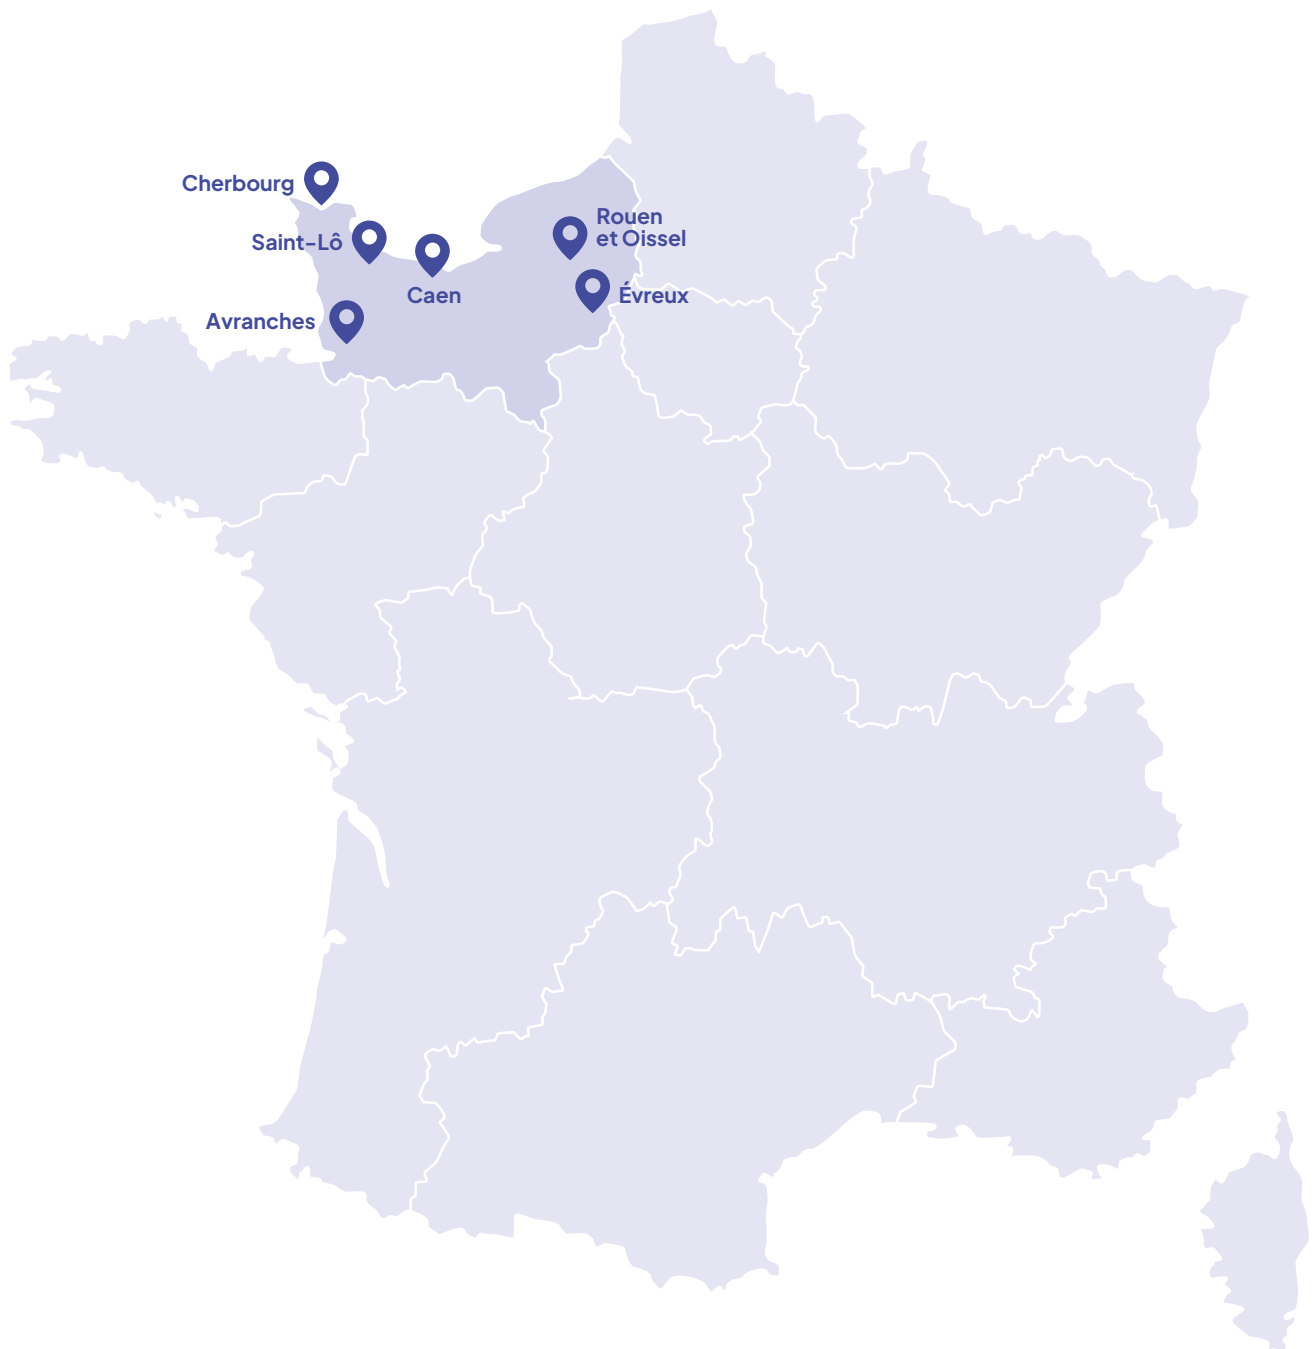 Cherbourg
Saint-Lô
Rouen
et Oissel
Caen
Évreux
Avranches